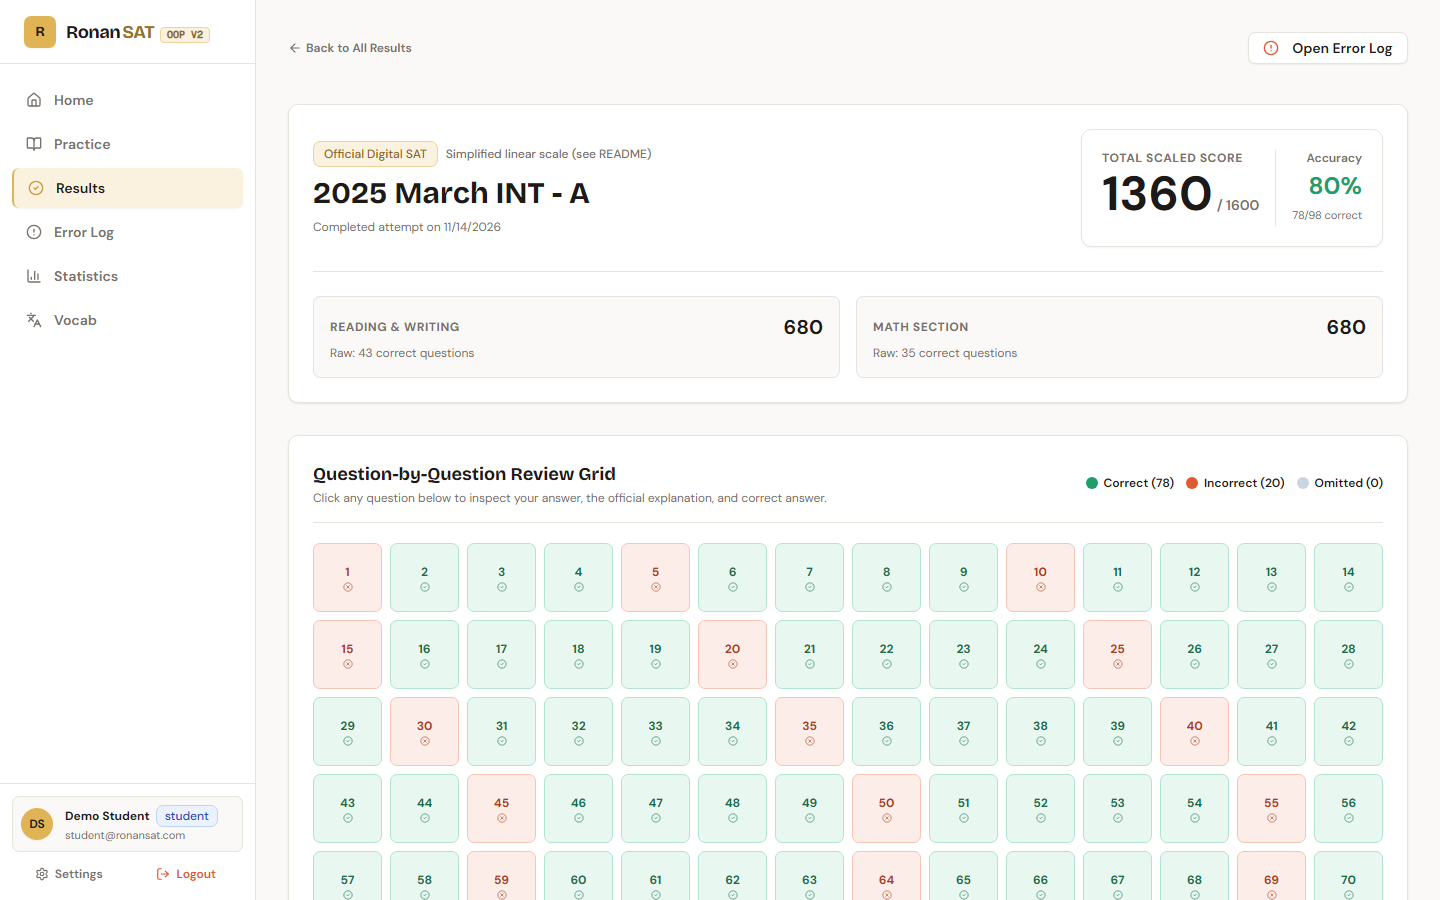 R
RonanSAT OOP V2
Home
Practice
Results
Error Log
Statistics
Vocab
DS
Demo Student student
student@ronansat.com
Settings
Logout
Back to All Results
Open Error Log
Official Digital SAT Simplified linear scale (see README)
2025 March INT - A
Completed attempt on 11/14/2026
TOTAL SCALED SCORE
1360 / 1600
Accuracy
80%
78/98 correct
READING & WRITING 680
Raw: 43 correct questions
MATH SECTION 680
Raw: 35 correct questions
Question-by-Question Review Grid
Click any question below to inspect your answer, the official explanation, and correct answer.
Correct (78) Incorrect (20) Omitted (0)
1 2 3 4 5 6 7 8 9 10 11 12 13 14
15 16 17 18 19 20 21 22 23 24 25 26 27 28
29 30 31 32 33 34 35 36 37 38 39 40 41 42
43 44 45 46 47 48 49 50 51 52 53 54 55 56
57 58 59 60 61 62 63 64 65 66 67 68 69 70